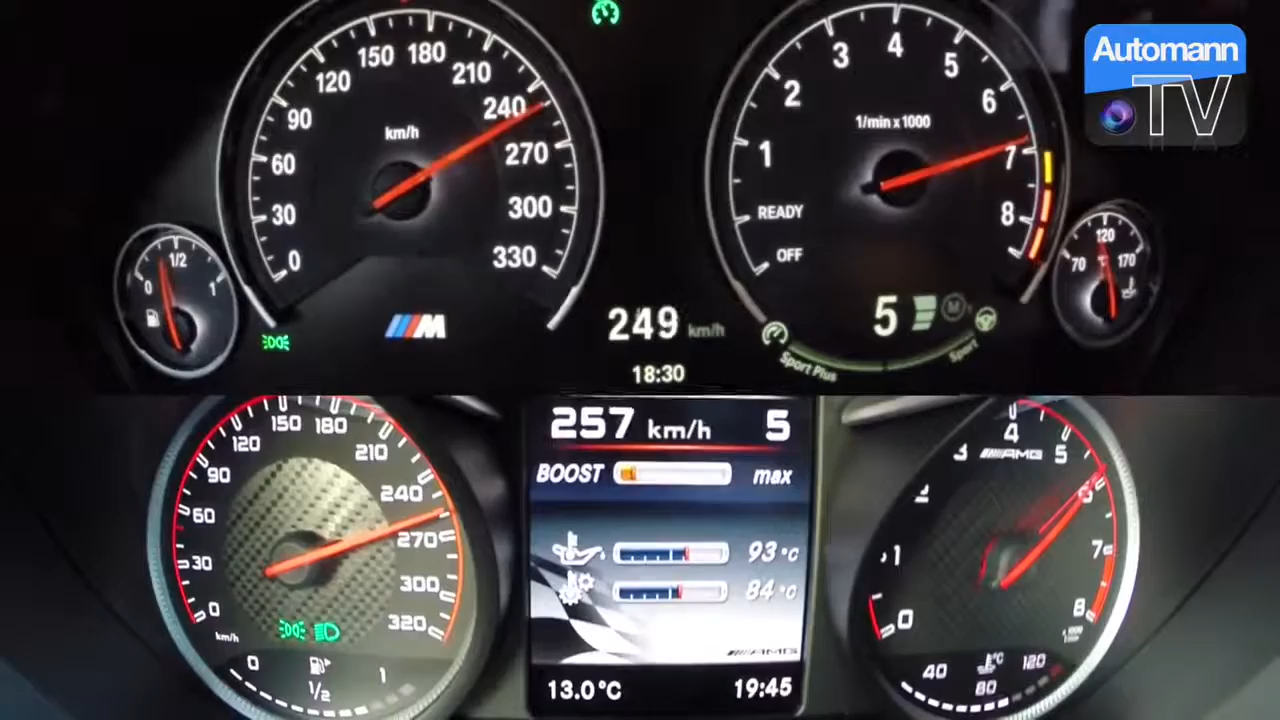 Automann
TV
0
30
60
90
120
150
180
210
240
270
300
330
km/h
0
1/2
1
M
249 km/h
18:30
OFF
READY
1
2
3
4
5
6
7
8
1/min x 1000
5
M
Sport Plus
Sport
70
120
170
°C
0
30
60
90
120
150
180
210
240
270
300
320
km/h
0
1/2
1
257 km/h 5
BOOST max
93 °C
84 °C
AMG
13.0°C 19:45
0
1
4
5
6
7
8
AMG
40
80
120
°C